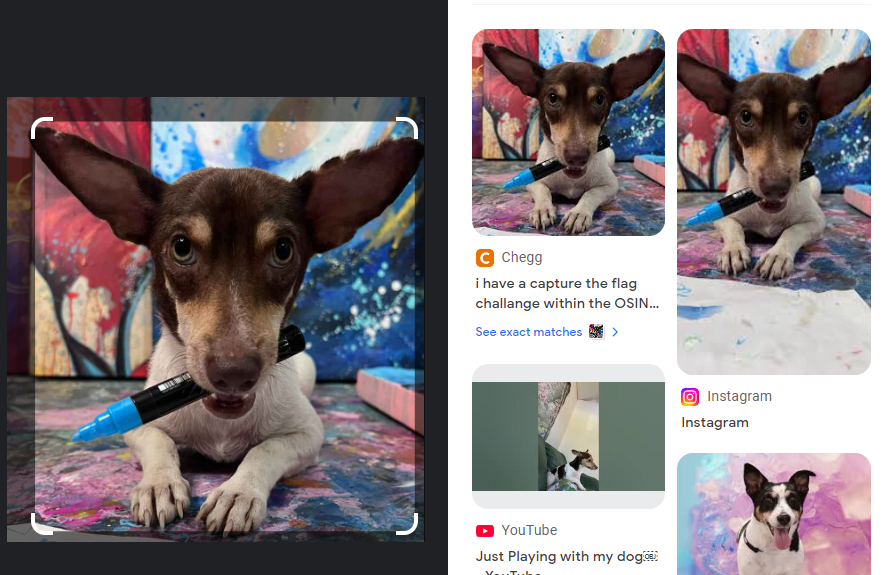 Chegg
i have a capture the flag
challange within the OSIN...
See exact matches
Instagram
Instagram
YouTube
Just Playing with my dog
- YouTube